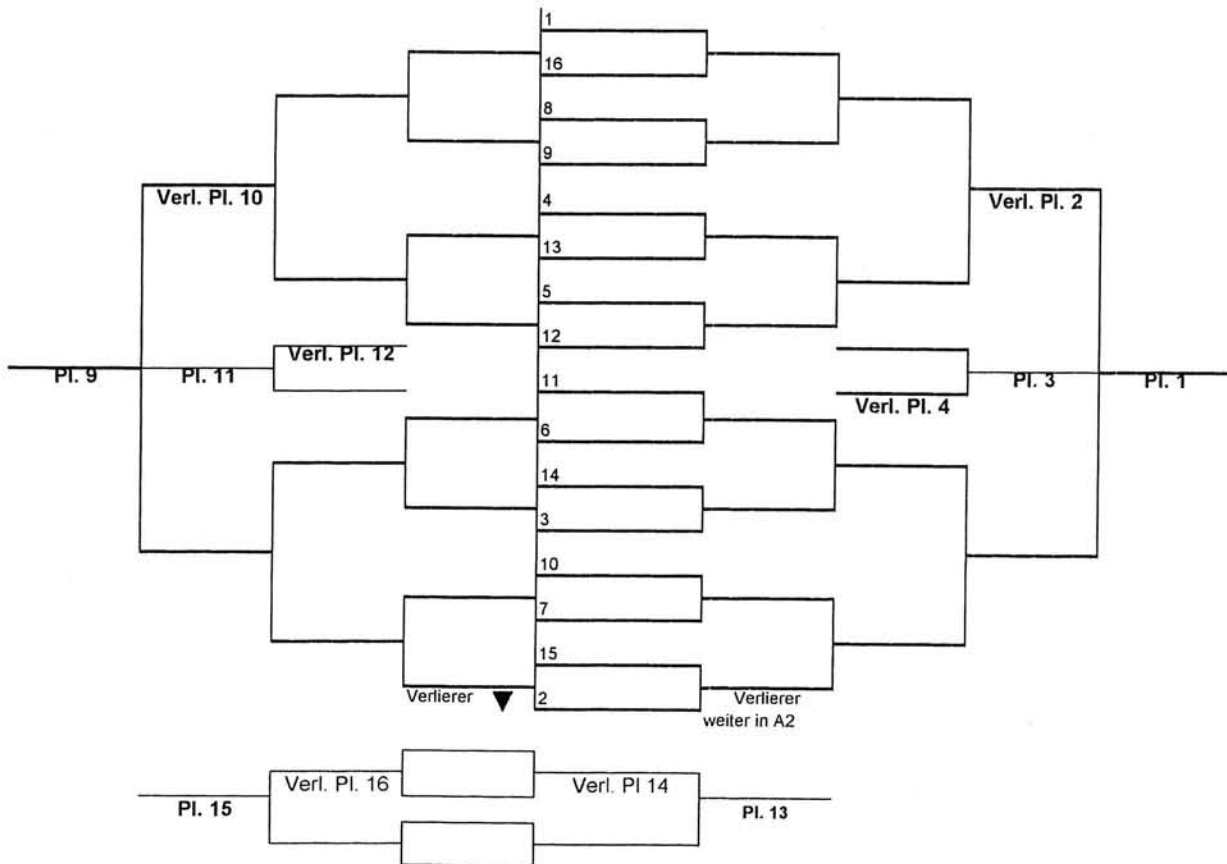 1
16
8
9
Verl. Pl. 10
Verl. Pl. 2
4
13
5
12
Verl. Pl. 12
Pl. 9
Pl. 11
Pl. 3
Pl. 1
11
Verl. Pl. 4
6
14
3
10
7
15
Verlierer
2
Verlierer
weiter in A2
Verl. Pl. 16
Verl. Pl 14
Pl. 15
Pl. 13